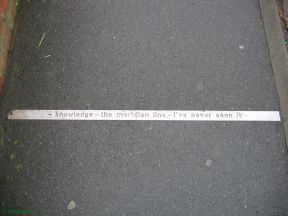 - knowledge - the meridian line - I've never seen it